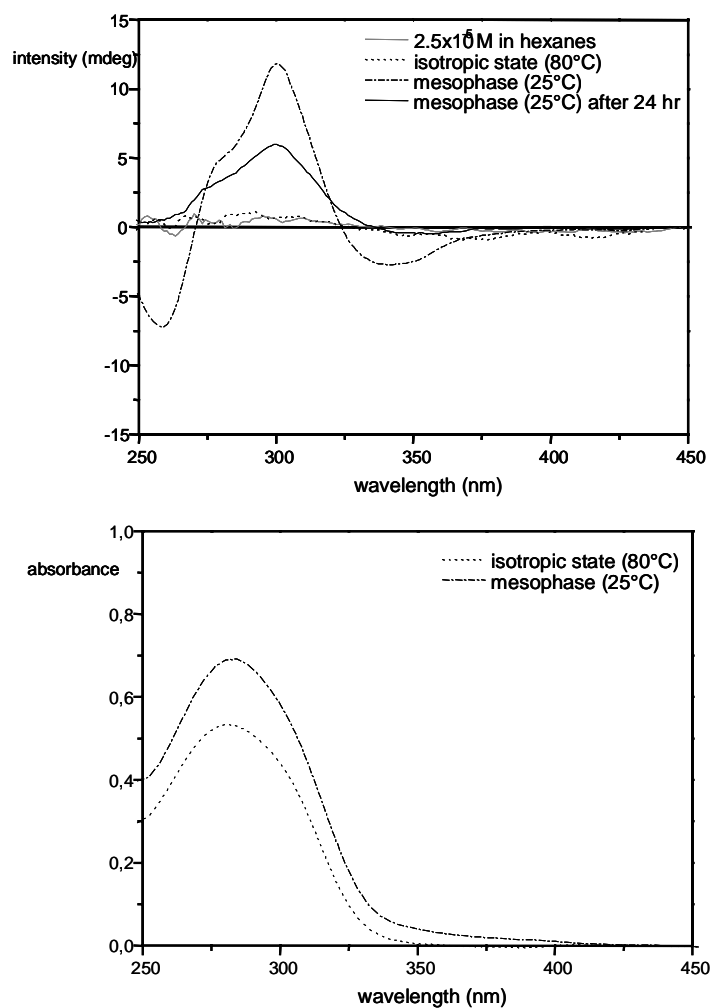 15
intensity (mdeg)
10
5
0
-5
-10
-15
2.5x10⁻⁵ M in hexanes
isotropic state (80°C)
mesophase (25°C)
mesophase (25°C) after 24 hr
250 300 350 400 450
wavelength (nm)
1,0
absorbance
0,8
0,6
0,4
0,2
0,0
isotropic state (80°C)
mesophase (25°C)
250 300 350 400 450
wavelength (nm)